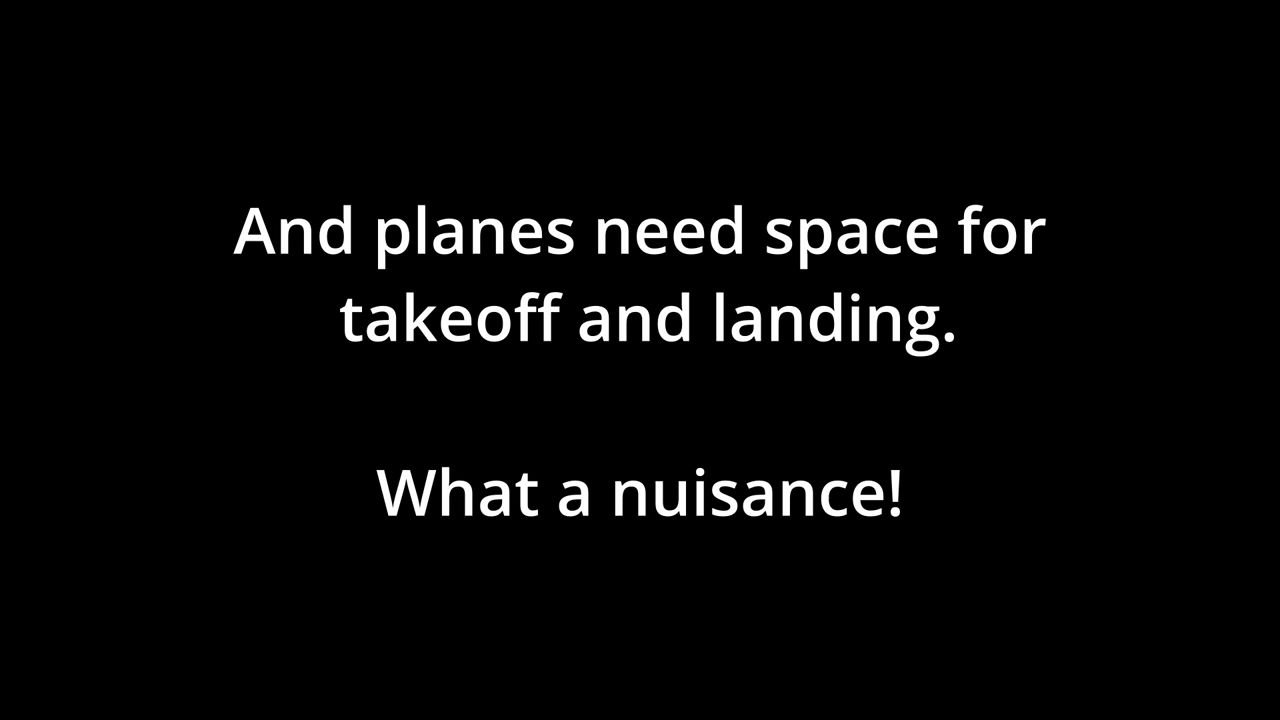 And planes need space for
takeoff and landing.
What a nuisance!